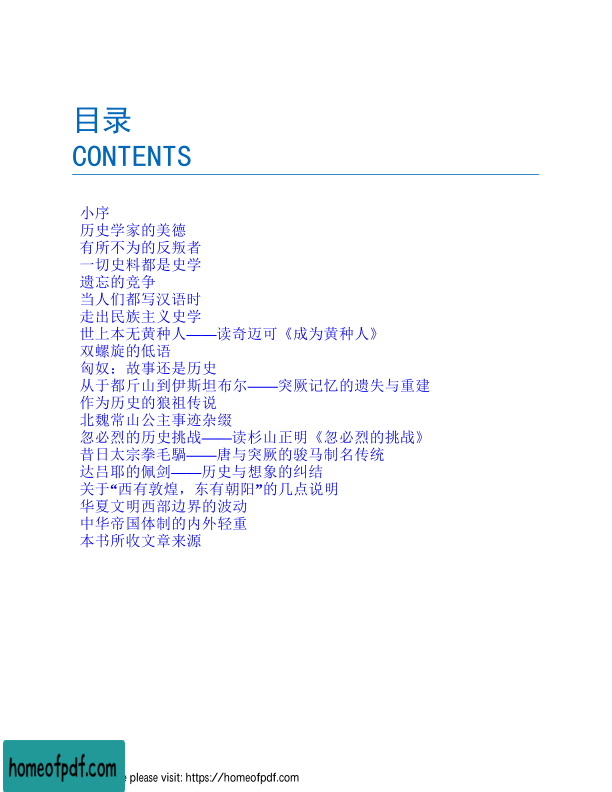 目录
CONTENTS
小序
历史学家的美德
有所不为的反叛者
一切史料都是史学
遗忘的竞争
当人们都写汉语时
走出民族主义史学
世上本无黄种人——读奇迈可《成为黄种人》
双螺旋的低语
匈奴：故事还是历史
从于都斤山到伊斯坦布尔——突厥记忆的遗失与重建
作为历史的狼祖传说
北魏常山公主事迹杂缀
忽必烈的历史挑战——读杉山正明《忽必烈的挑战》
昔日太宗拳毛騧——唐与突厥的骏马制名传统
达吕耶的佩剑——历史与想象的纠结
关于“西有敦煌，东有朝阳”的几点说明
华夏文明西部边界的波动
中华帝国体制的内外轻重
本书所收文章来源
homeofpdf.com
please visit: https://homeofpdf.com